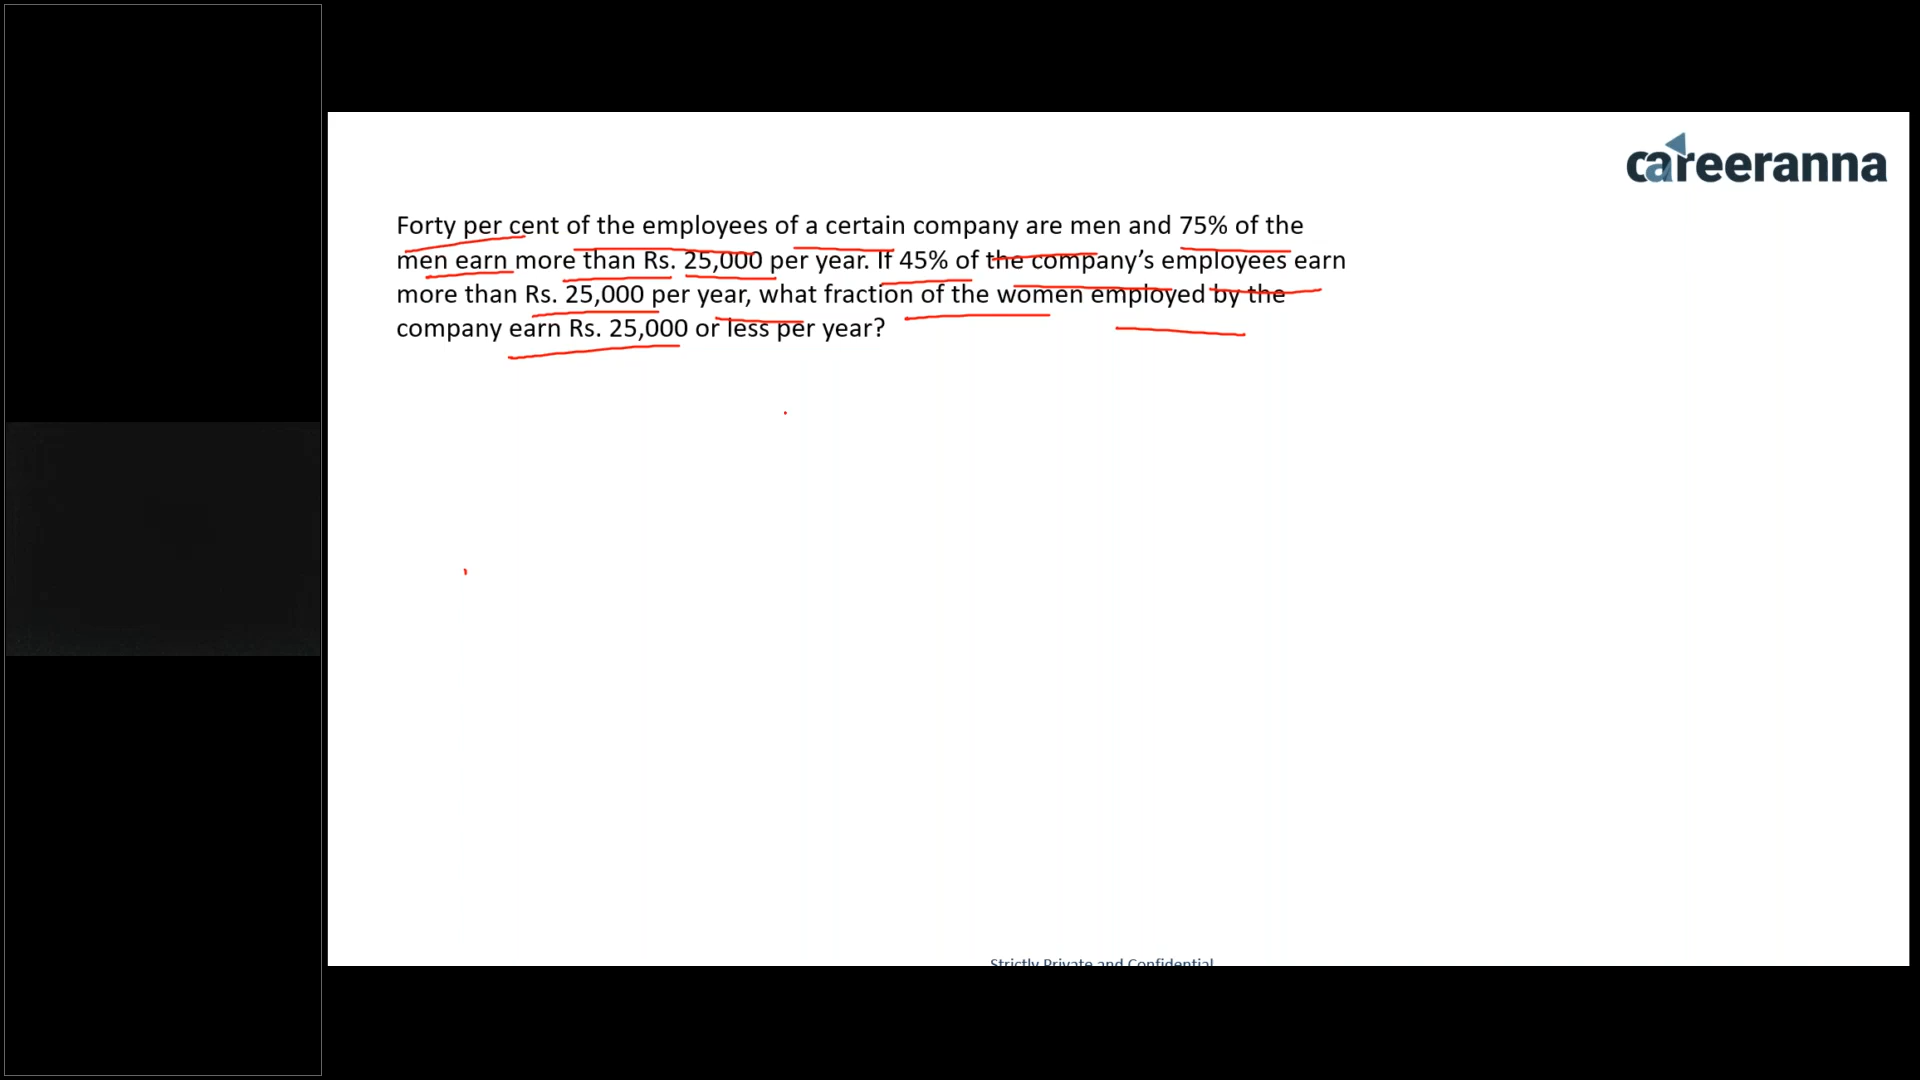 careeranna
Forty per cent of the employees of a certain company are men and 75% of the
men earn more than Rs. 25,000 per year. If 45% of the company’s employees earn
more than Rs. 25,000 per year, what fraction of the women employed by the
company earn Rs. 25,000 or less per year?
Strictly Private and Confidential